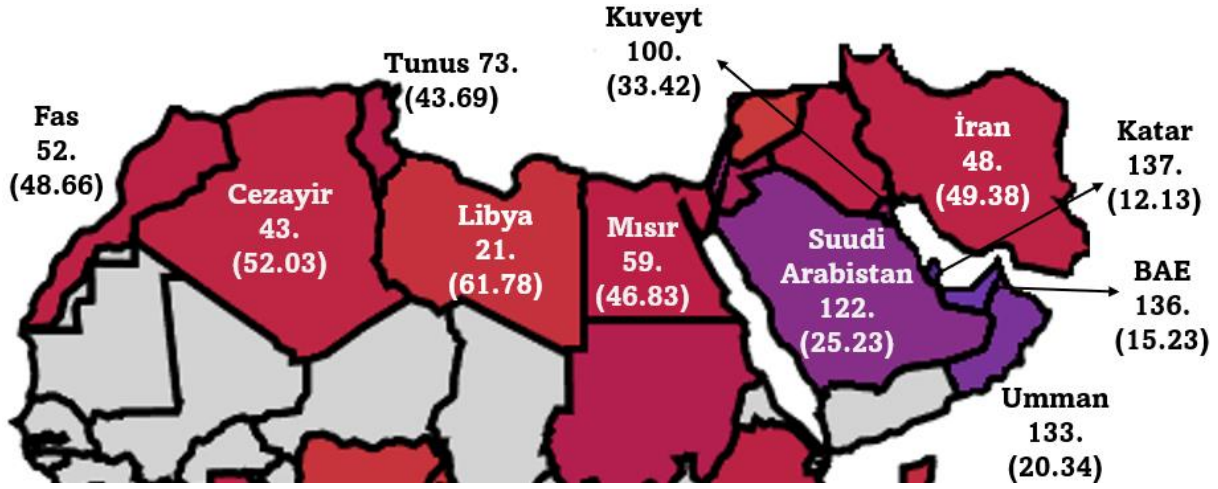 Kuveyt
100.
(33.42)
Tunus 73.
(43.69)
Fas
52.
(48.66)
Cezayir
43.
(52.03)
Libya
21.
(61.78)
Mısır
59.
(46.83)
Suudi
Arabistan
122.
(25.23)
İran
48.
(49.38)
Katar
137.
(12.13)
BAE
136.
(15.23)
Umman
133.
(20.34)